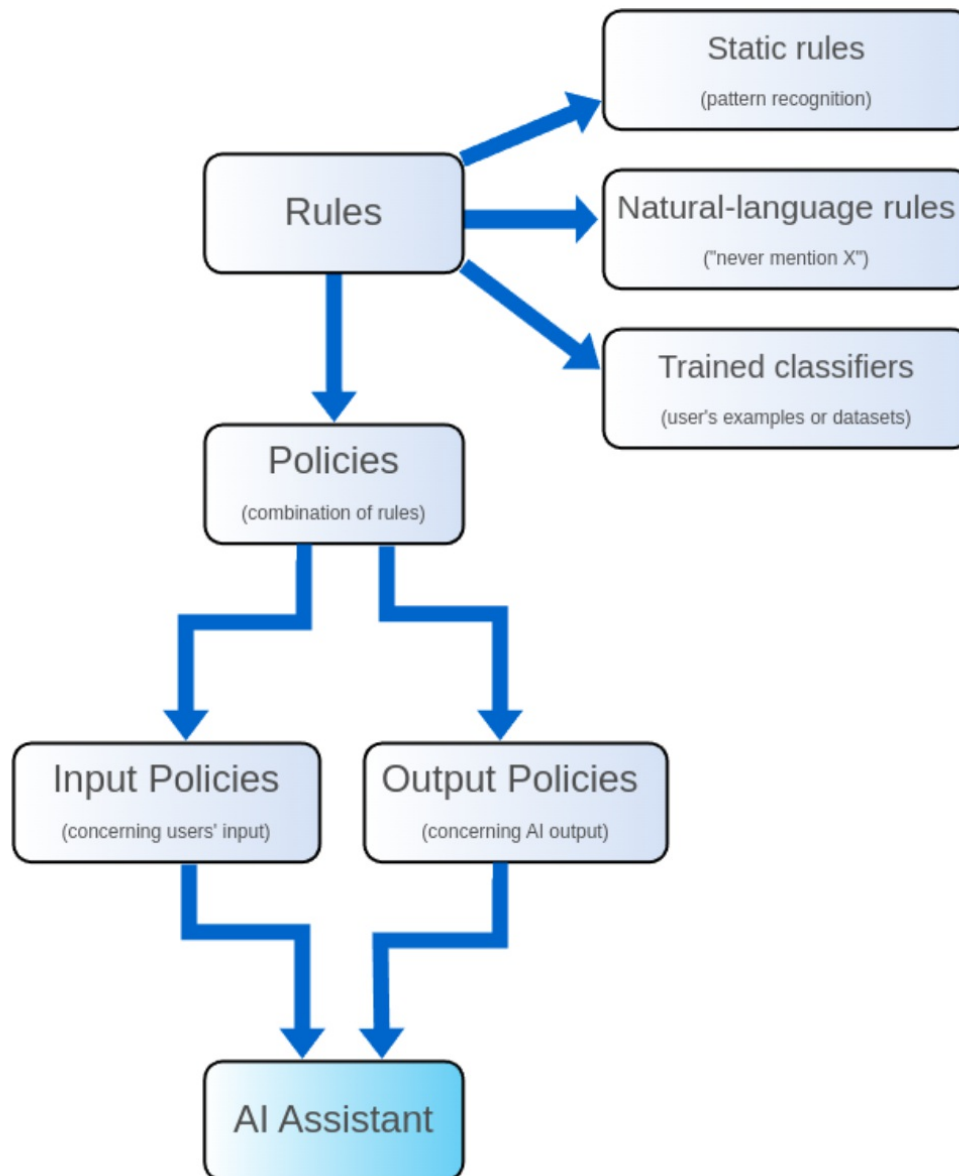 Static rules
(pattern recognition)
Rules
Natural-language rules
("never mention X")
Trained classifiers
(user's examples or datasets)
Policies
(combination of rules)
Input Policies
(concerning users' input)
Output Policies
(concerning AI output)
AI Assistant